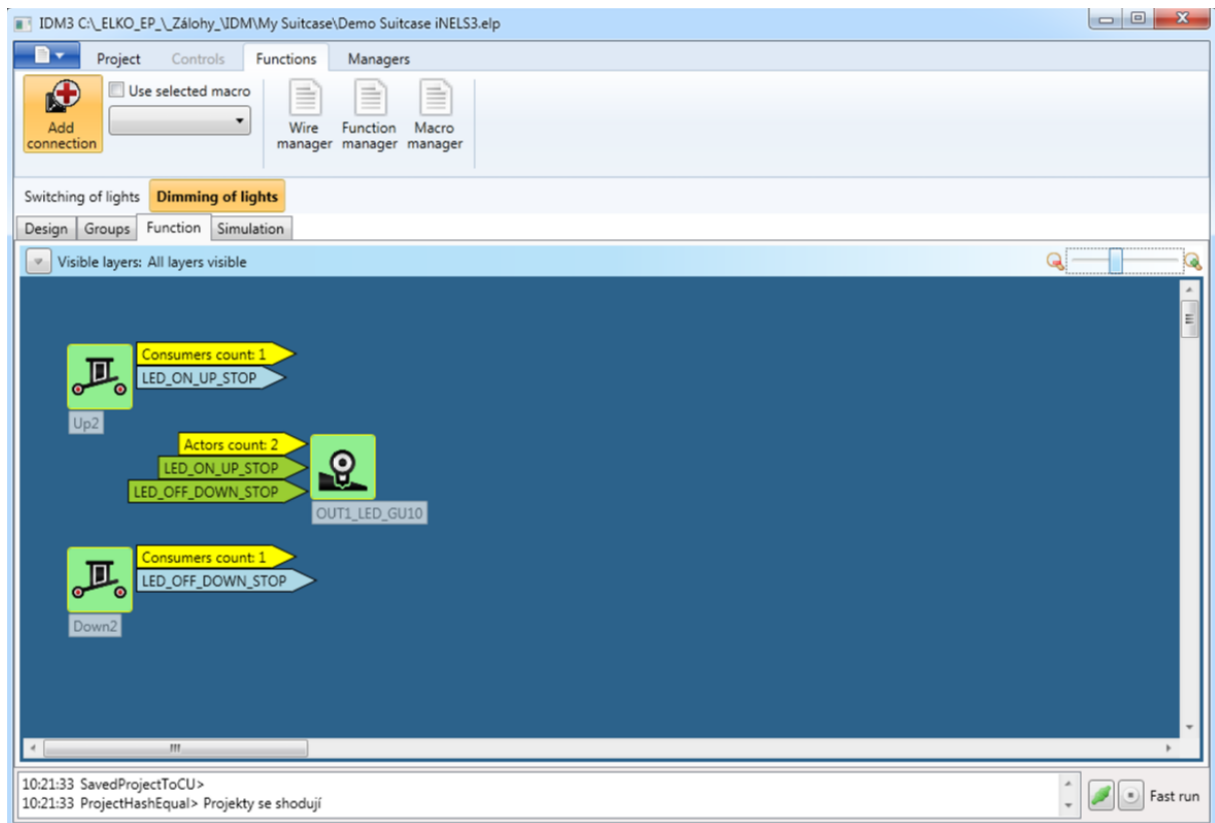 IDM3 C:\_ELKO_EP_\_Zálohy_\IDM\My Suitcase\Demo Suitcase iNELS3.elp
Project Controls Functions Managers
Use selected macro
Add
connection
Wire
manager
Function
manager
Macro
manager
Switching of lights Dimming of lights
Design Groups Function Simulation
Visible layers: All layers visible
Consumers count: 1
LED_ON_UP_STOP
Up2
Actors count: 2
LED_ON_UP_STOP
LED_OFF_DOWN_STOP
OUT1_LED_GU10
Consumers count: 1
LED_OFF_DOWN_STOP
Down2
10:21:33 SavedProjectToCU>
10:21:33 ProjectHashEqual> Projekty se shodují
Fast run